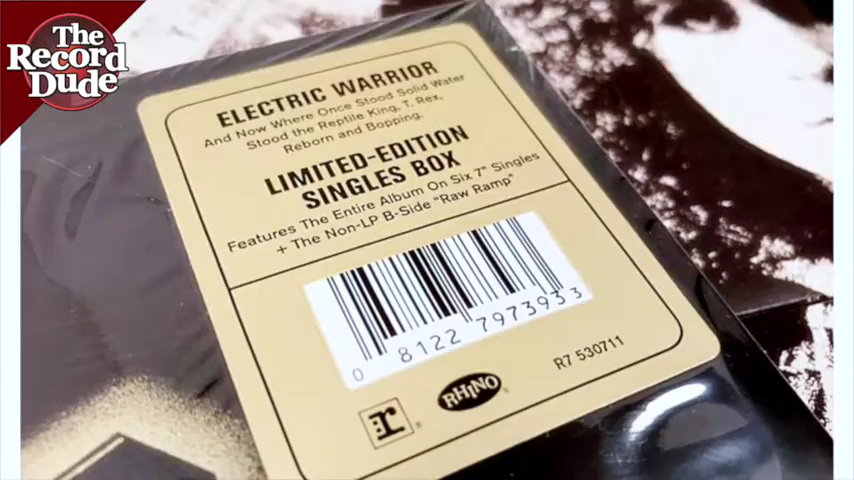 The
Record
Dude
ELECTRIC WARRIOR
And Now Where Once Stood Solid Water
Stood the Reptile King, T. Rex,
Reborn and Bopping.
LIMITED-EDITION
SINGLES BOX
Features The Entire Album On Six 7" Singles
+ The Non-LP B-Side "Raw Ramp"
0 8122 797393 3
r ®
RHINO ®
R7 530711